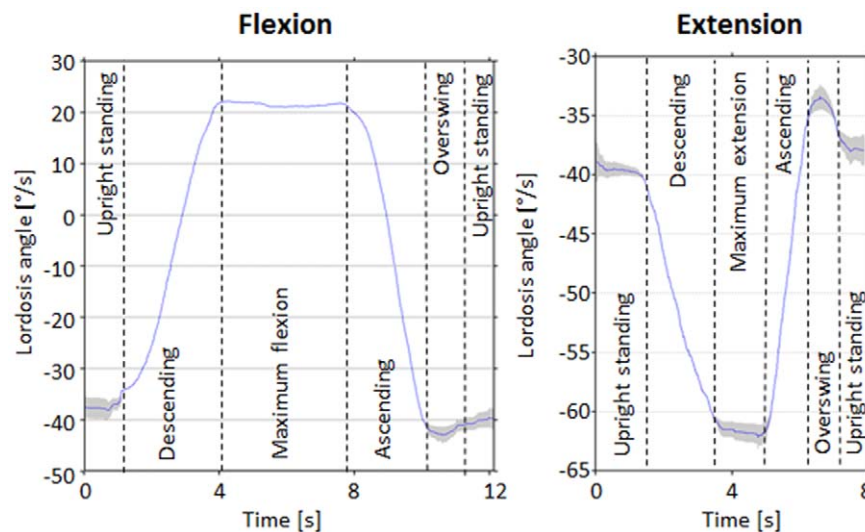 Flexion
Lordosis angle [°/s]
30
20
10
0
-10
-20
-30
-40
-50
Upright standing
Descending
Maximum flexion
Ascending
Overswing
Upright standing
0
4
8
12
Time [s]
Extension
Lordosis angle [°/s]
-30
-35
-40
-45
-50
-55
-60
-65
Upright standing
Descending
Maximum extension
Ascending
Overswing
Upright standing
0
4
8
Time [s]